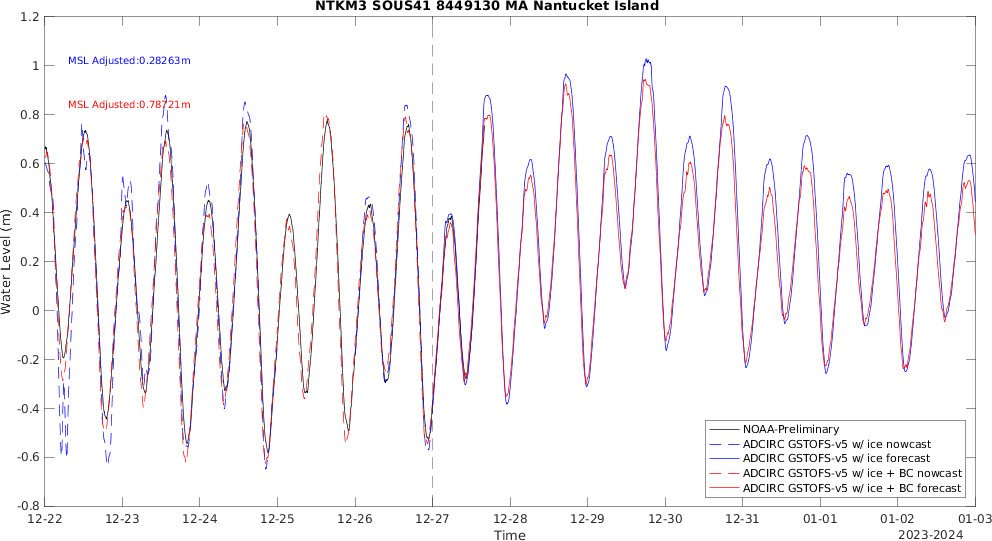 NTKM3 SOUS41 8449130 MA Nantucket Island
MSL Adjusted:0.28263m
MSL Adjusted:0.78721m
Water Level (m)
1.2
1
0.8
0.6
0.4
0.2
0
-0.2
-0.4
-0.6
-0.8
NOAA-Preliminary
ADCIRC GSTOFS-v5 w/ ice nowcast
ADCIRC GSTOFS-v5 w/ ice forecast
ADCIRC GSTOFS-v5 w/ ice + BC nowcast
ADCIRC GSTOFS-v5 w/ ice + BC forecast
12-22 12-23 12-24 12-25 12-26 12-27 12-28 12-29 12-30 12-31 01-01 01-02 01-03
Time
2023-2024